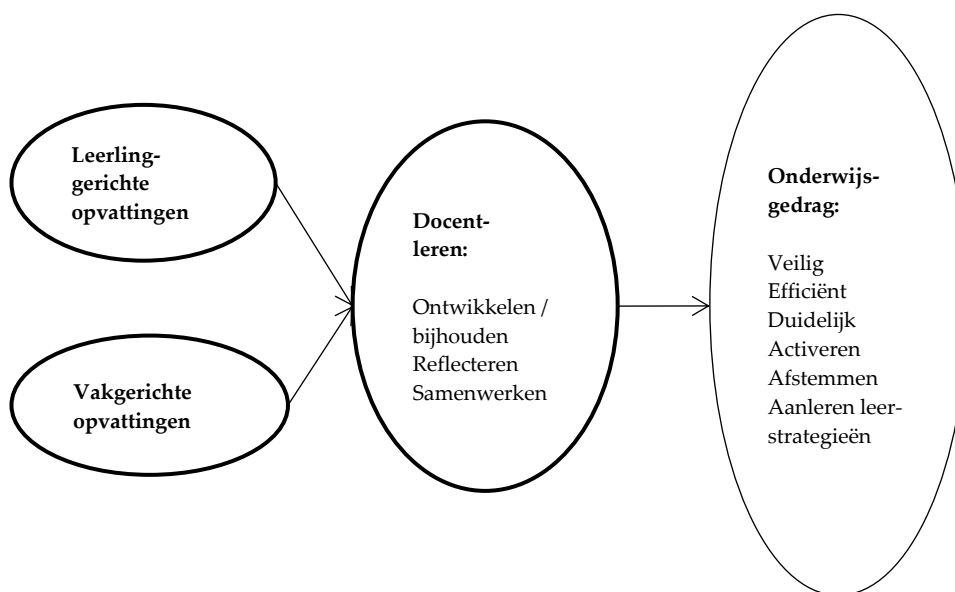 Leerling-
gerichte
opvattingen
Vakgerichte
opvattingen
Docent-
leren:
Ontwikkelen /
bijhouden
Reflecteren
Samenwerken
Onderwijs-
gedrag:
Veilig
Efficiënt
Duidelijk
Activeren
Afstemmen
Aanleren leer-
strategieën